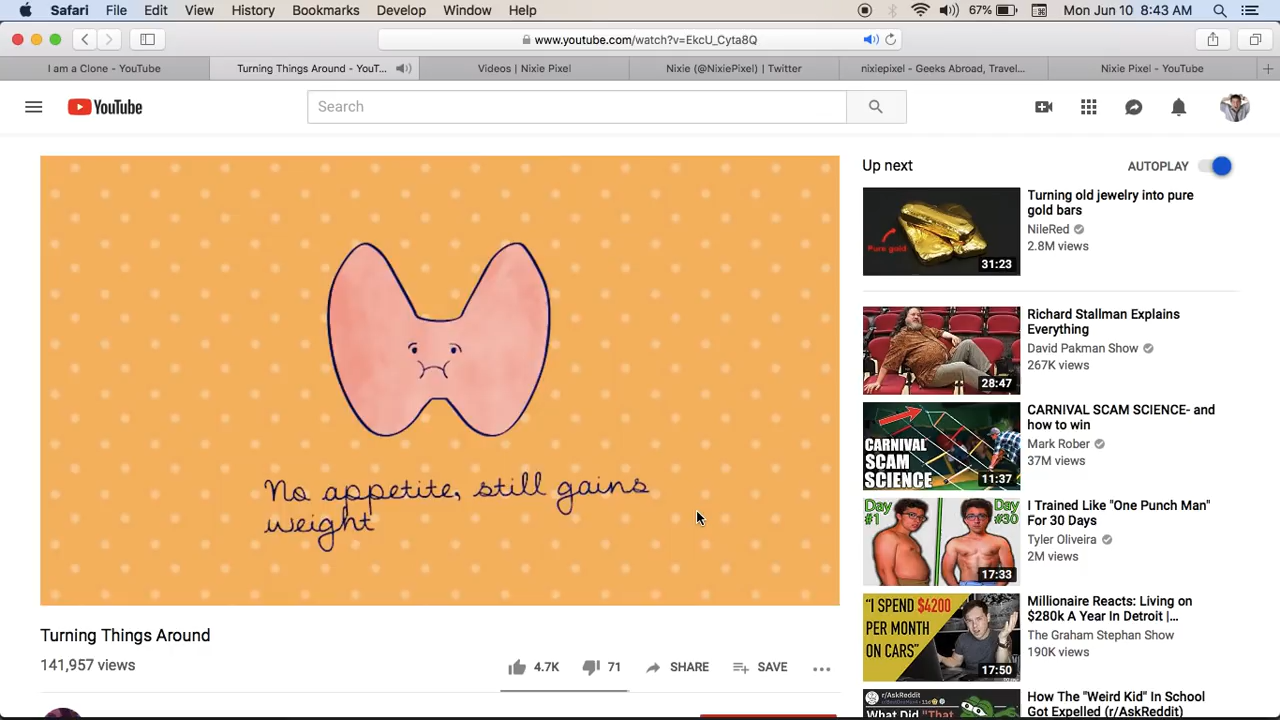 Safari File Edit View History Bookmarks Develop Window Help 67% Mon Jun 10 8:43 AM
www.youtube.com/watch?v=EkcU_Cyta8Q
I am a Clone - YouTube
Turning Things Around - YouT...
Videos | Nixie Pixel
Nixie (@NixiePixel) | Twitter
nixiepixel - Geeks Abroad, Travel...
Nixie Pixel - YouTube
YouTube
Search
No appetite, still gains
weight
Turning Things Around
141,957 views
4.7K 71 SHARE SAVE
Up next AUTOPLAY
Pure gold
31:23
Turning old jewelry into pure
gold bars
NileRed
2.8M views
28:47
Richard Stallman Explains
Everything
David Pakman Show
267K views
CARNIVAL
SCAM
SCIENCE
11:37
CARNIVAL SCAM SCIENCE- and
how to win
Mark Rober
37M views
Day
#1
Day
#30
17:33
I Trained Like "One Punch Man"
For 30 Days
Tyler Oliveira
2M views
"I SPEND $4200
PER MONTH
ON CARS"
17:50
Millionaire Reacts: Living on
$280k A Year In Detroit |...
The Graham Stephan Show
190K views
r/AskReddit
What Did "That
How The "Weird Kid" In School
Got Expelled (r/AskReddit)